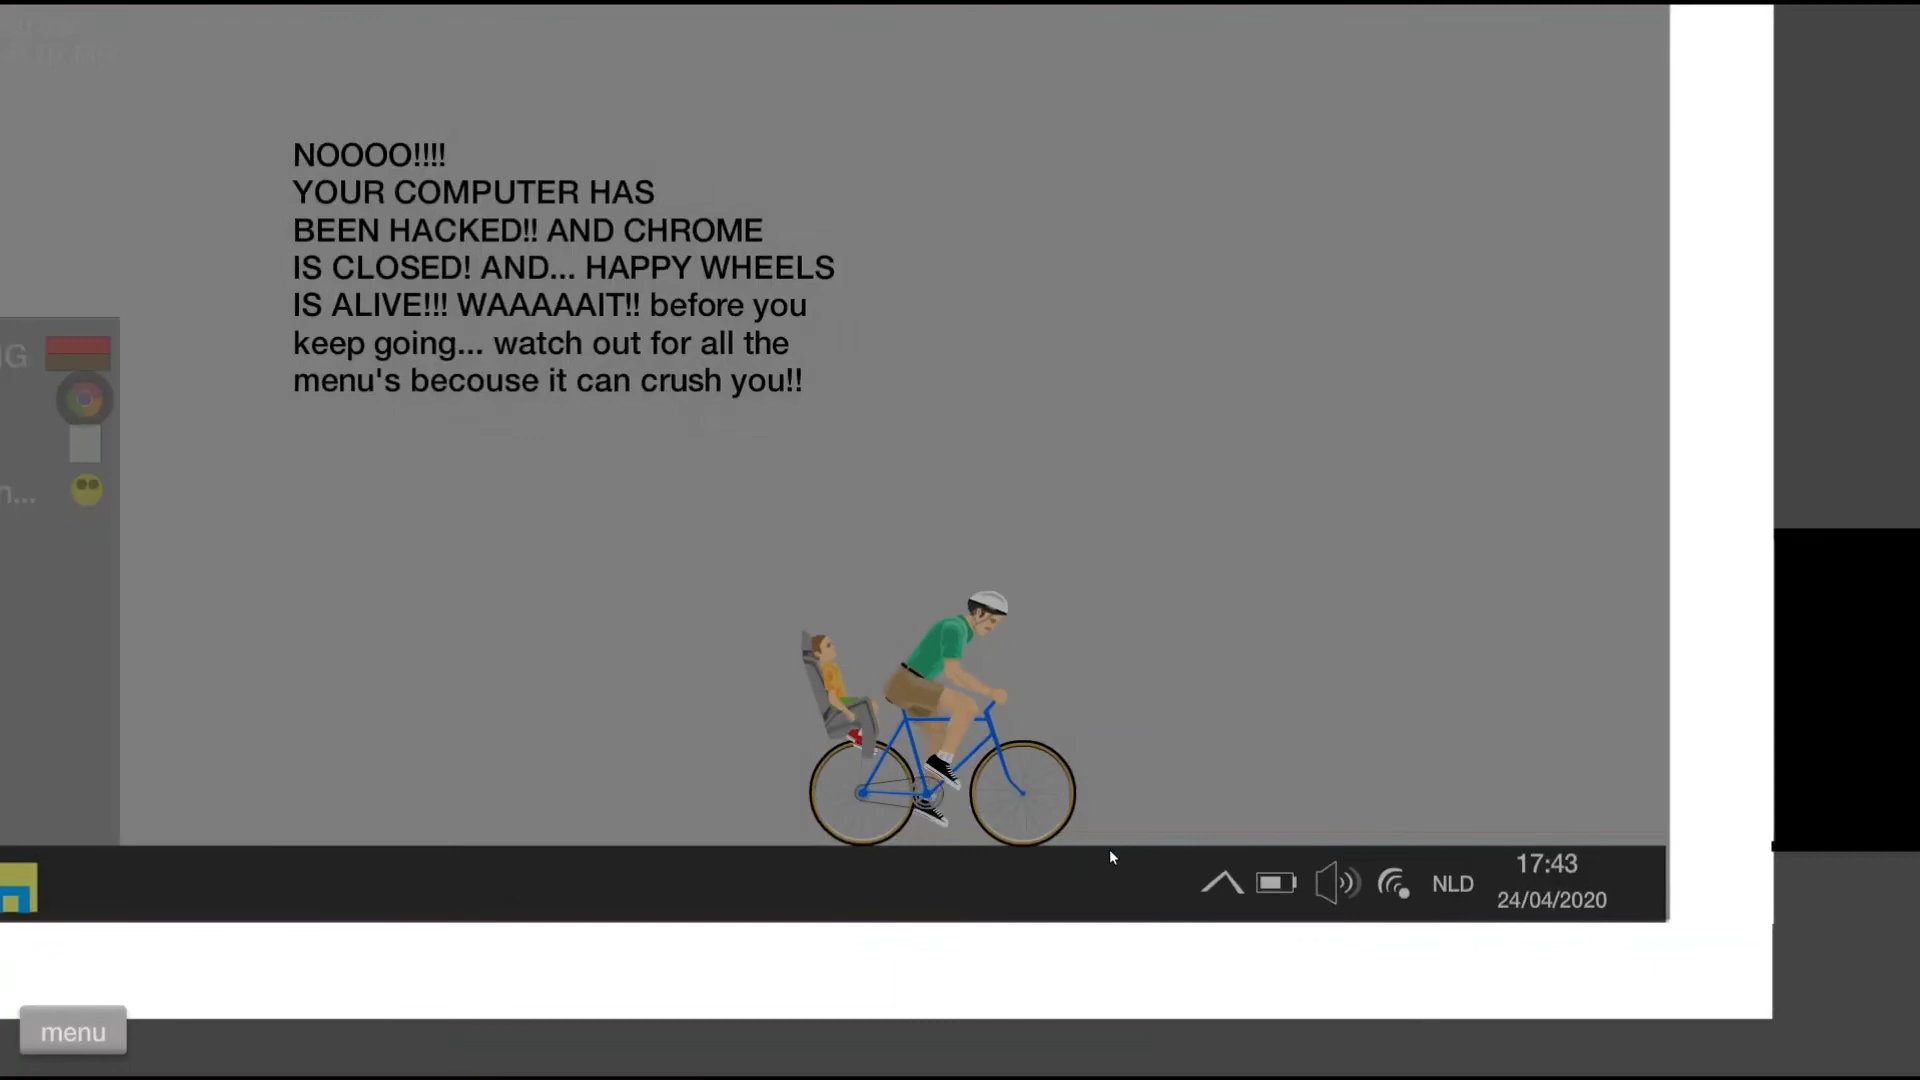 NOOOO!!!!
YOUR COMPUTER HAS
BEEN HACKED!! AND CHROME
IS CLOSED! AND... HAPPY WHEELS
IS ALIVE!!! WAAAAAIT!! before you
keep going... watch out for all the
menu's becouse it can crush you!!
G
n...
NLD
17:43
24/04/2020
menu